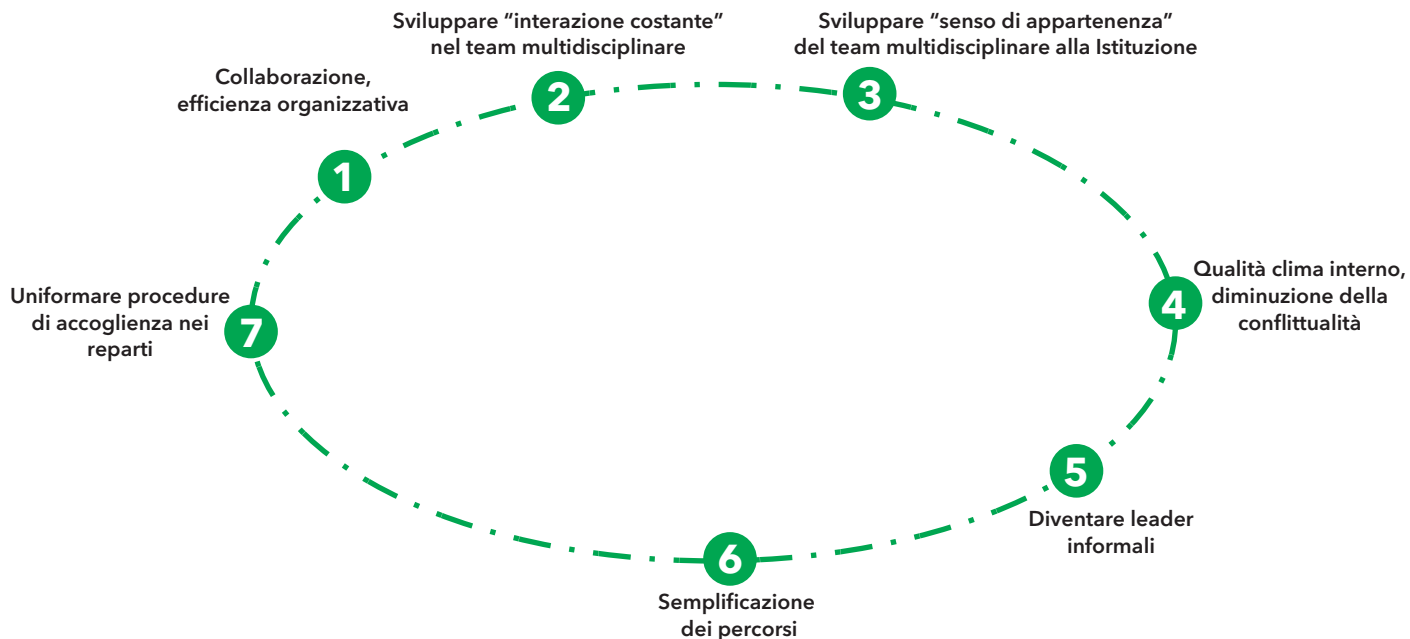 Collaborazione,
efficienza organizzativa
1
Sviluppare “interazione costante”
nel team multidisciplinare
2
Sviluppare “senso di appartenenza”
del team multidisciplinare alla Istituzione
3
Qualità clima interno,
diminuzione della
conflittualità
4
5
Diventare leader
informali
6
Semplificazione
dei percorsi
Uniformare procedure
di accoglienza nei
reparti
7